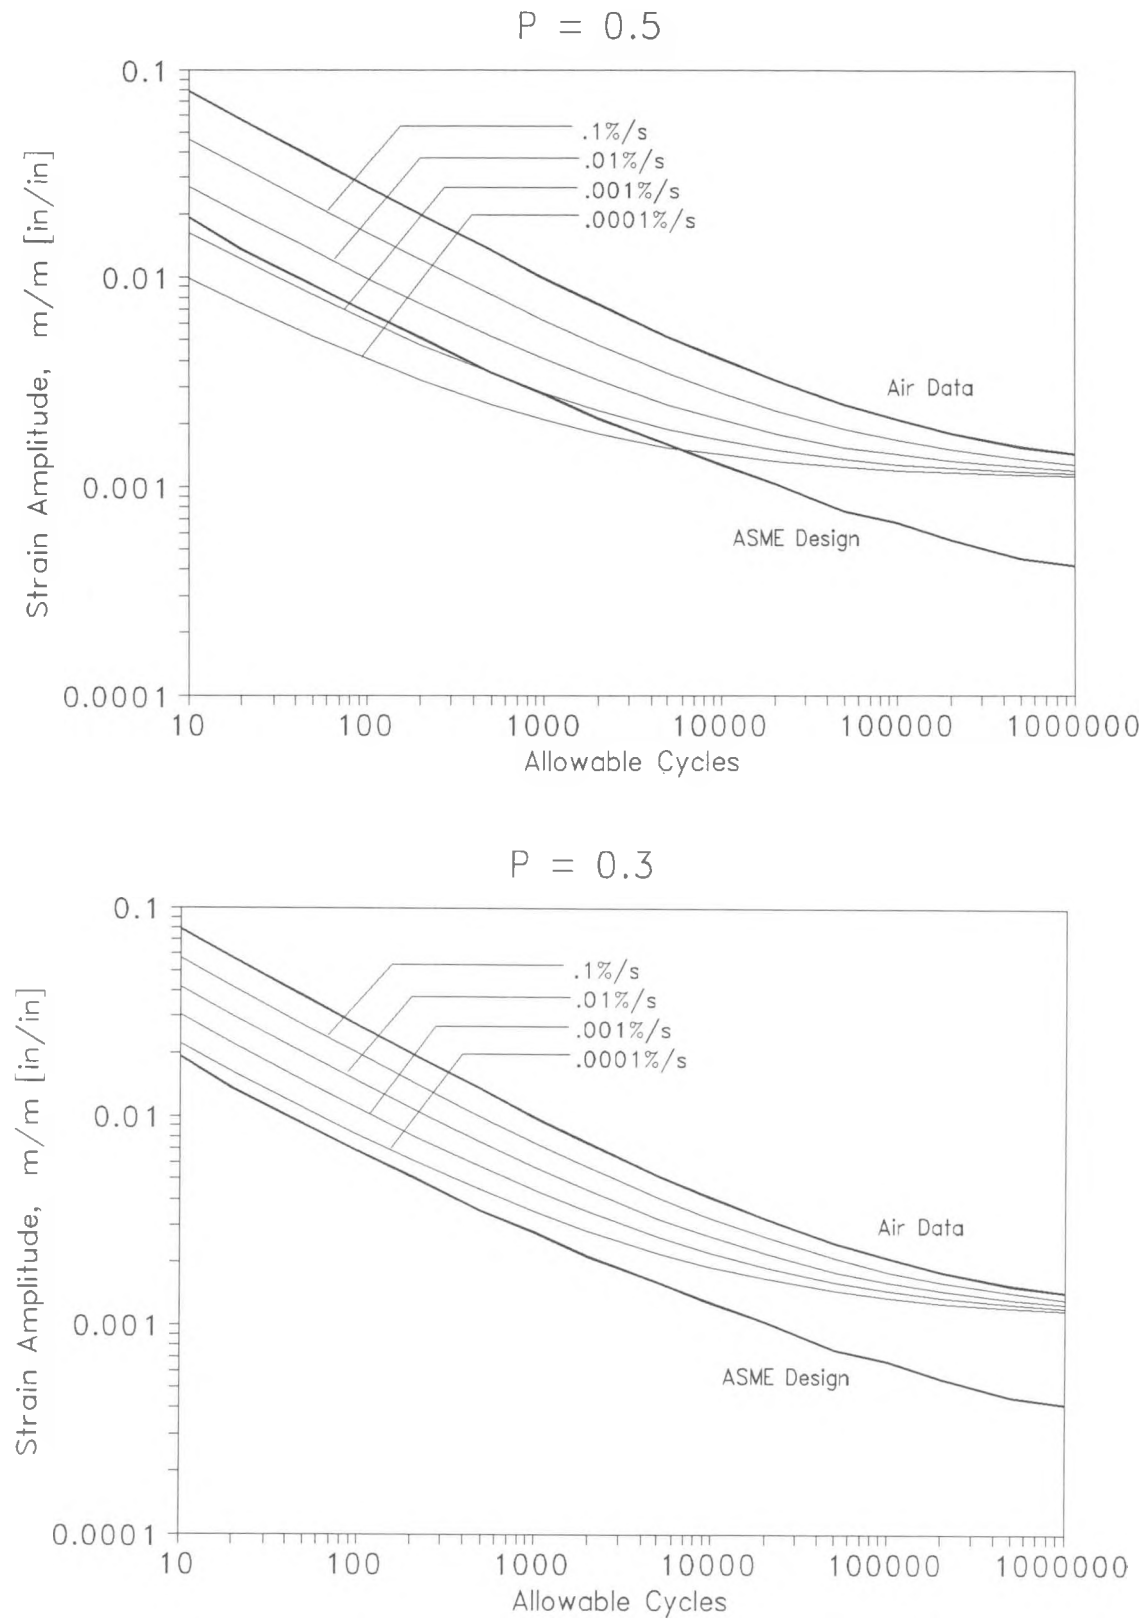 P = 0.5
0.1
.1%/s
.01%/s
.001%/s
.0001%/s
0.01
Air Data
0.001
ASME Design
0.0001
Strain Amplitude, m/m [in/in]
10 100 1000 10000 100000 1000000
Allowable Cycles
P = 0.3
0.1
.1%/s
.01%/s
.001%/s
.0001%/s
0.01
Air Data
0.001
ASME Design
0.0001
Strain Amplitude, m/m [in/in]
10 100 1000 10000 100000 1000000
Allowable Cycles